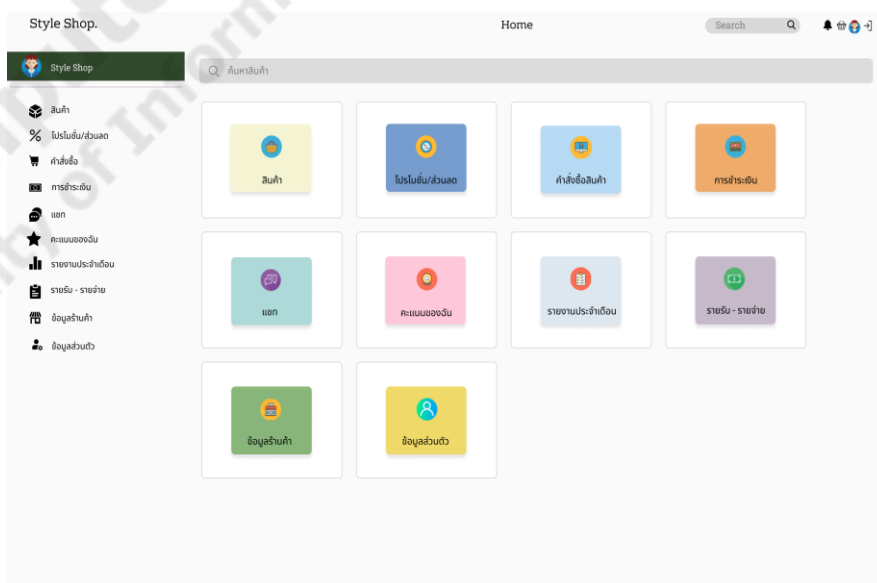 Style Shop.
Home
Search
Style Shop
ค้นหาสินค้า
สินค้า
โปรโมชั่น/ส่วนลด
คำสั่งซื้อ
การชำระเงิน
แชท
คะแนนของฉัน
รายงานประจำเดือน
รายรับ - รายจ่าย
ข้อมูลร้านค้า
ข้อมูลส่วนตัว
สินค้า
โปรโมชั่น/ส่วนลด
คำสั่งซื้อสินค้า
การชำระเงิน
แชท
คะแนนของฉัน
รายงานประจำเดือน
รายรับ - รายจ่าย
ข้อมูลร้านค้า
ข้อมูลส่วนตัว